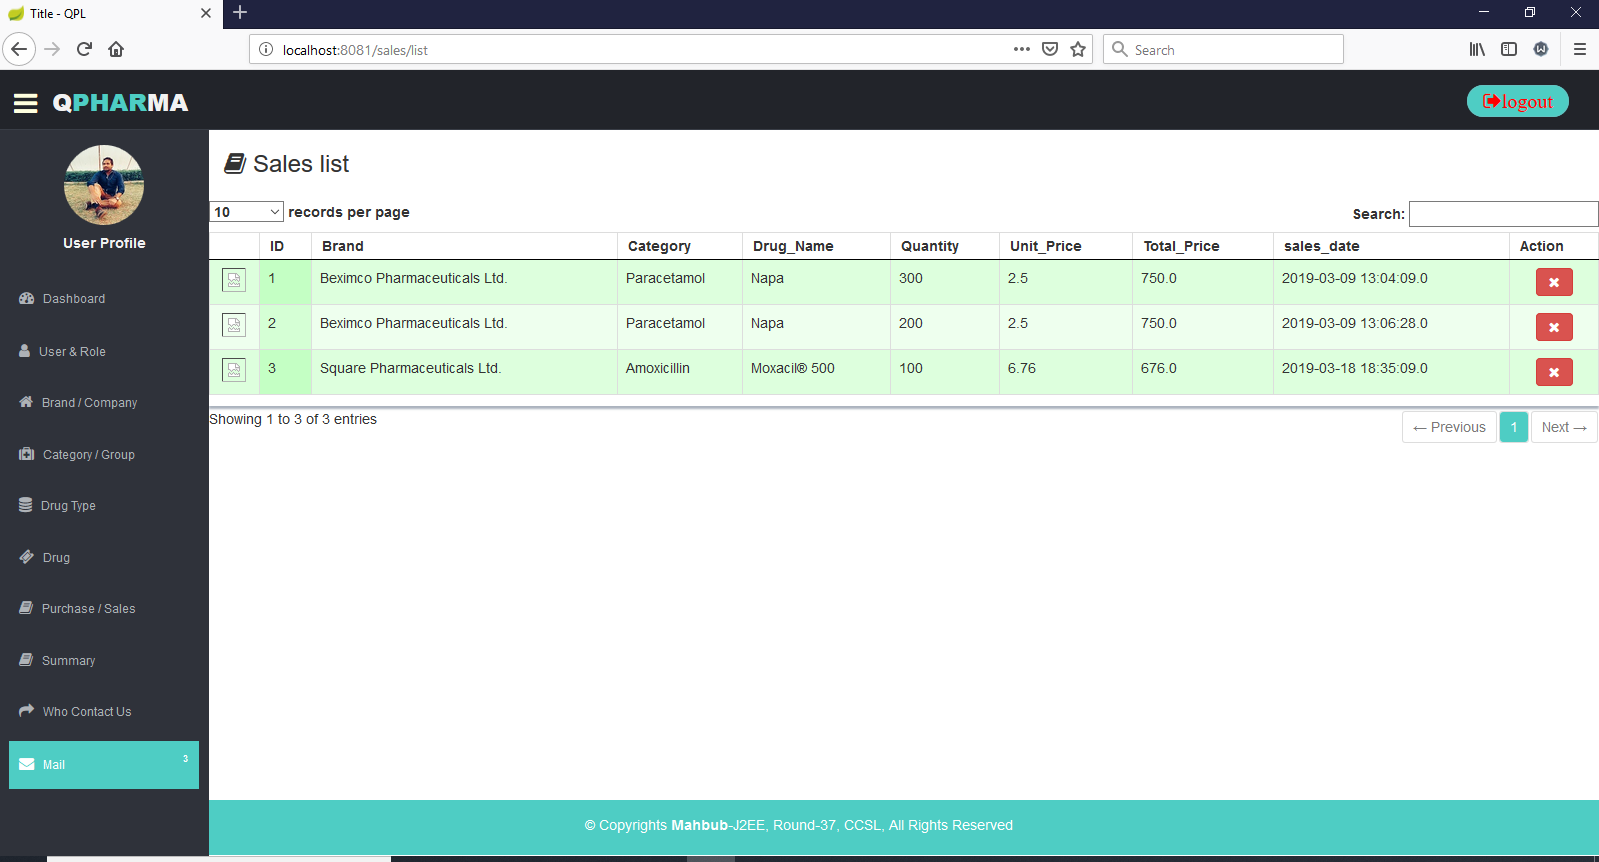 Title - QPL
localhost:8081/sales/list
Search
QPHARMA
logout
User Profile
Dashboard
User & Role
Brand / Company
Category / Group
Drug Type
Drug
Purchase / Sales
Summary
Who Contact Us
Mail 3
Sales list
10 records per page
Search:
ID Brand Category Drug_Name Quantity Unit_Price Total_Price sales_date Action
1 Beximco Pharmaceuticals Ltd. Paracetamol Napa 300 2.5 750.0 2019-03-09 13:04:09.0
2 Beximco Pharmaceuticals Ltd. Paracetamol Napa 200 2.5 750.0 2019-03-09 13:06:28.0
3 Square Pharmaceuticals Ltd. Amoxicillin Moxacil® 500 100 6.76 676.0 2019-03-18 18:35:09.0
Showing 1 to 3 of 3 entries
← Previous 1 Next →
© Copyrights Mahbub-J2EE, Round-37, CCSL, All Rights Reserved